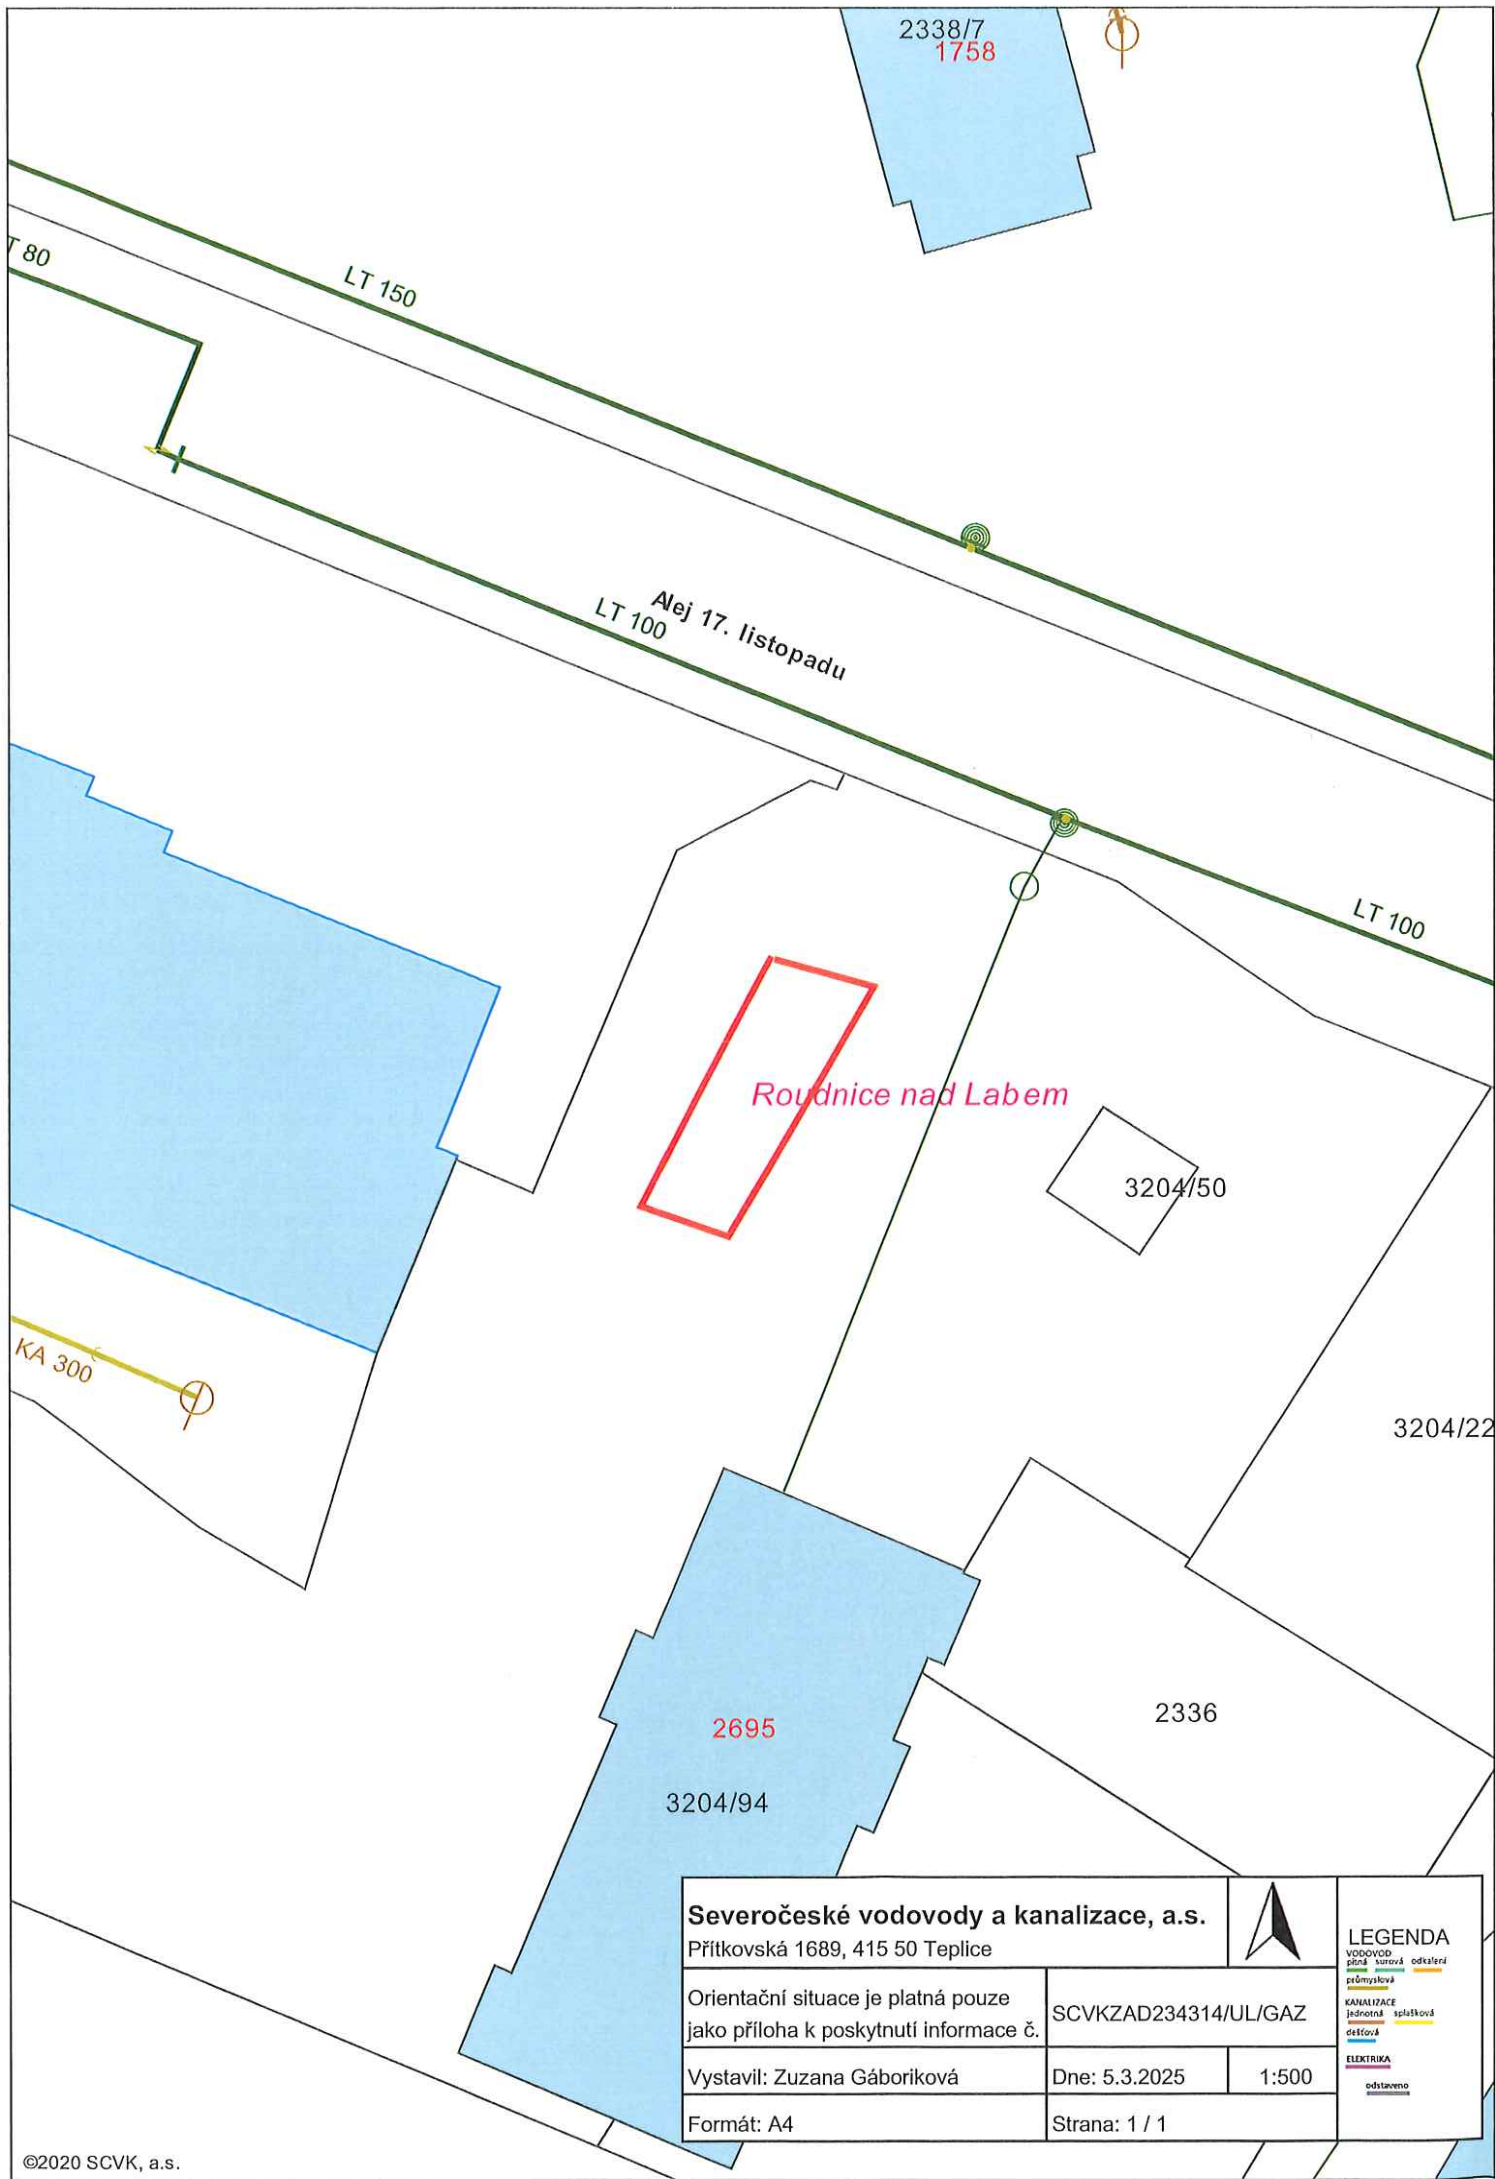 2338/7
1758
T 80
LT 150
Alej 17. listopadu
LT 100
LT 100
Roudnice nad Labem
3204/50
KA 300
3204/22
2695
2336
3204/94
Severočeské vodovody a kanalizace, a.s.
Přítkovská 1689, 415 50 Teplice
Orientační situace je platná pouze
jako příloha k poskytnutí informace č.
SCVKZAD234314/UL/GAZ
Vystavil: Zuzana Gáboriková
Dne: 5.3.2025
1:500
Formát: A4
Strana: 1 / 1
LEGENDA
VODOVOD
pitná surová odkalení
průmyslová
KANALIZACE
jednotná splašková
dešťová
ELEKTRIKA
odstaveno
©2020 SCVK, a.s.